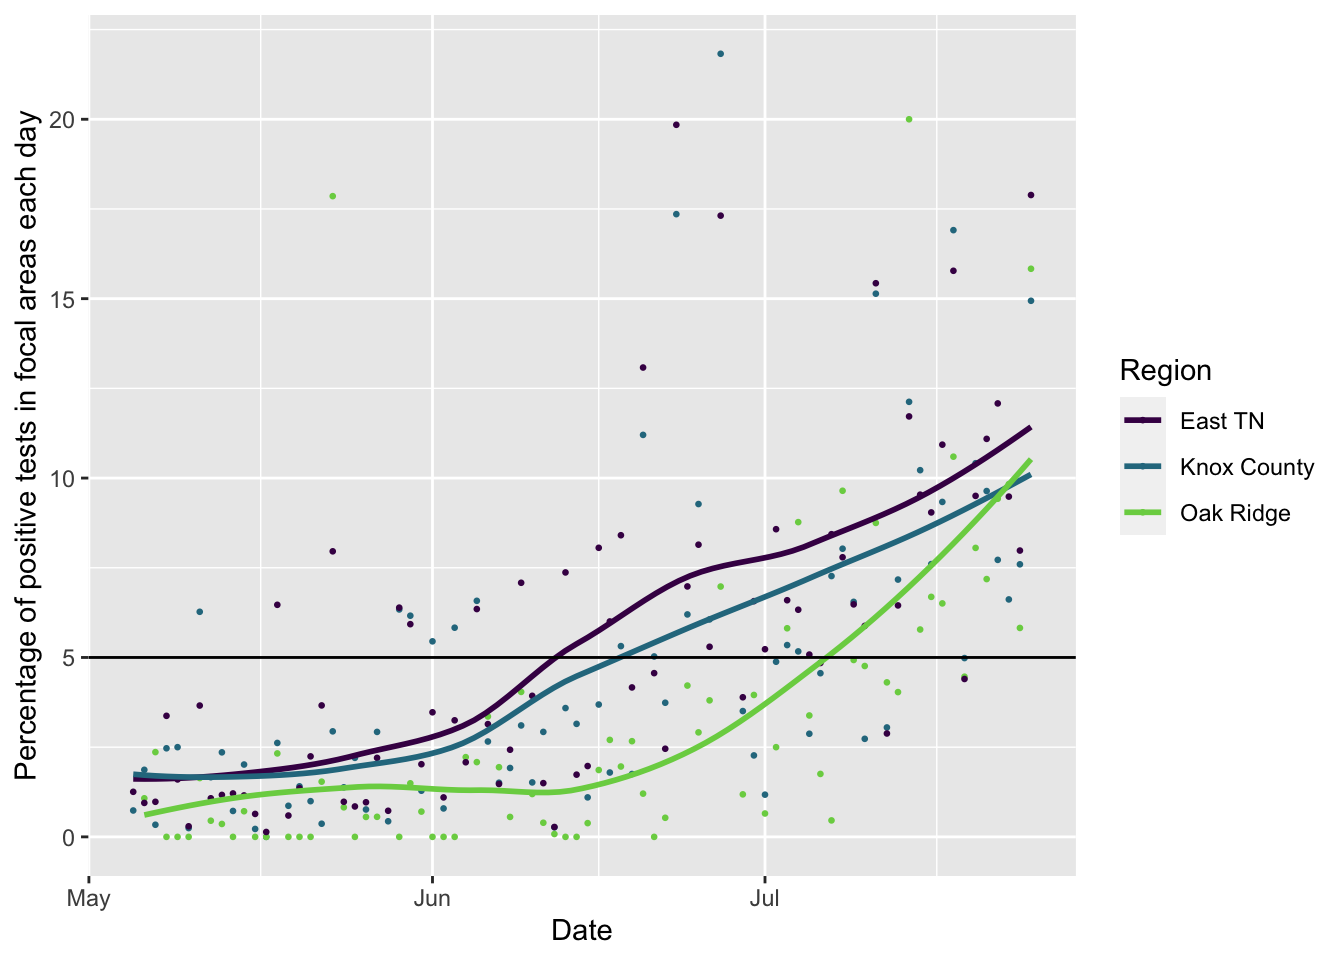 Percentage of positive tests in focal areas each day
20
15
10
5
0
May
Jun
Jul
Date
Region
East TN
Knox County
Oak Ridge